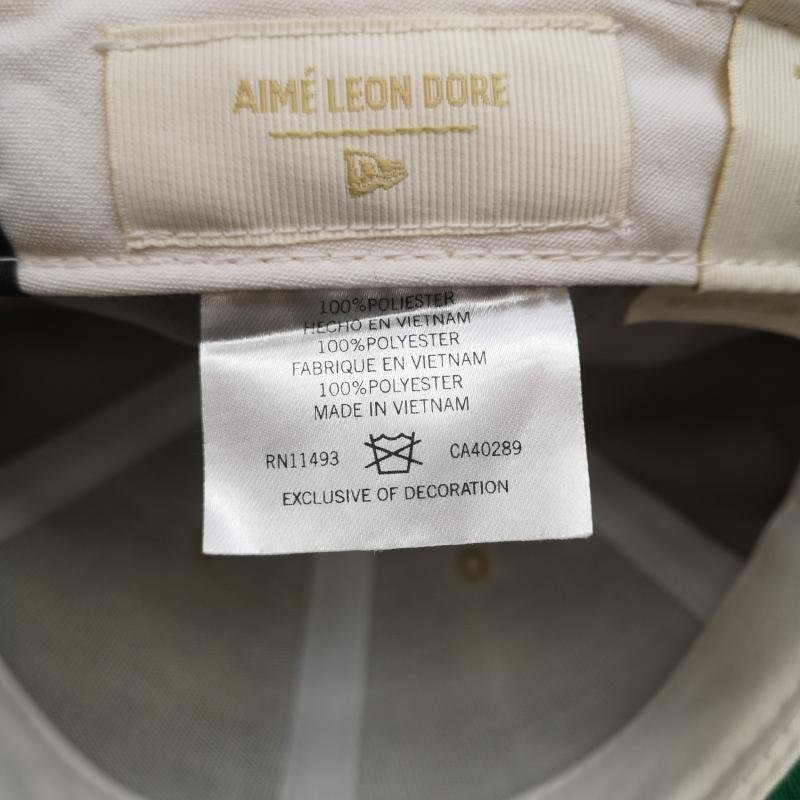 AIMÉ LEON DORE
100%POLIESTER
HECHO EN VIETNAM
100%POLYESTER
FABRIQUE EN VIETNAM
100%POLYESTER
MADE IN VIETNAM
RN11493 CA40289
EXCLUSIVE OF DECORATION